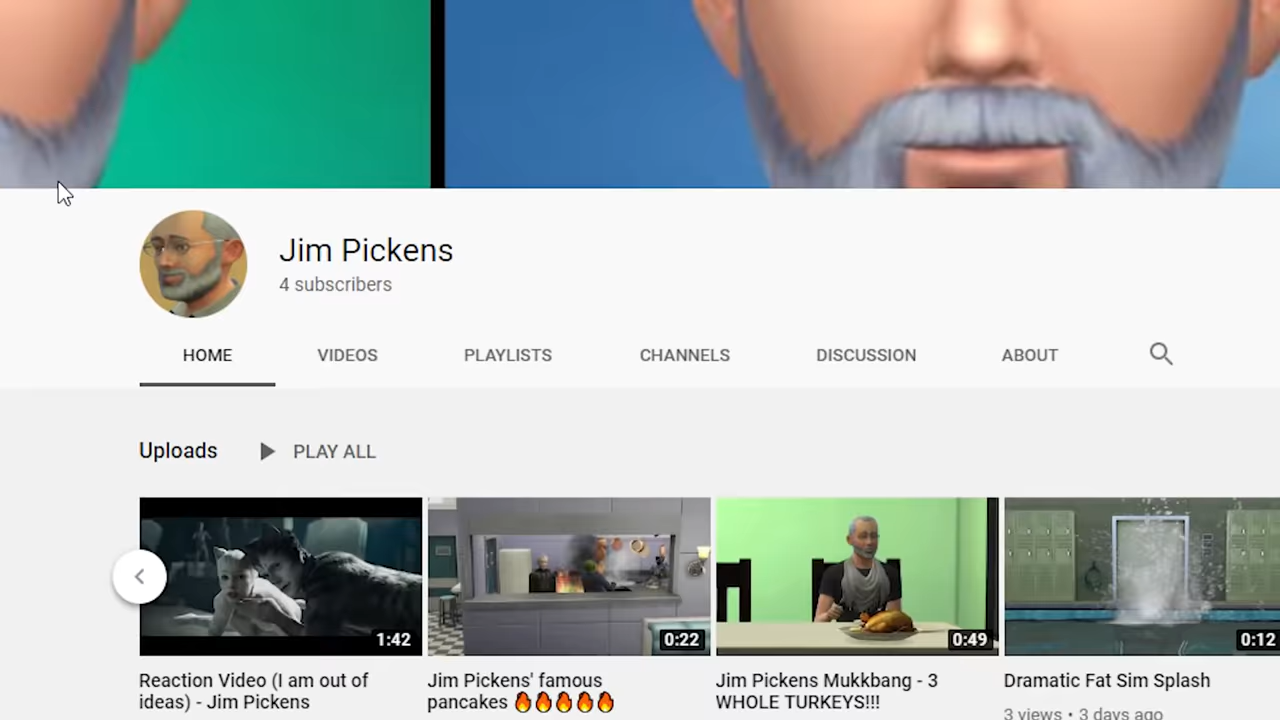 Jim Pickens
4 subscribers
HOME VIDEOS PLAYLISTS CHANNELS DISCUSSION ABOUT
Uploads PLAY ALL
1:42 0:22 0:49 0:12
Reaction Video (I am out of
ideas) - Jim Pickens
Jim Pickens' famous
pancakes 🔥🔥🔥🔥🔥
Jim Pickens Mukkbang - 3
WHOLE TURKEYS!!!
Dramatic Fat Sim Splash
3 views • 3 days ago